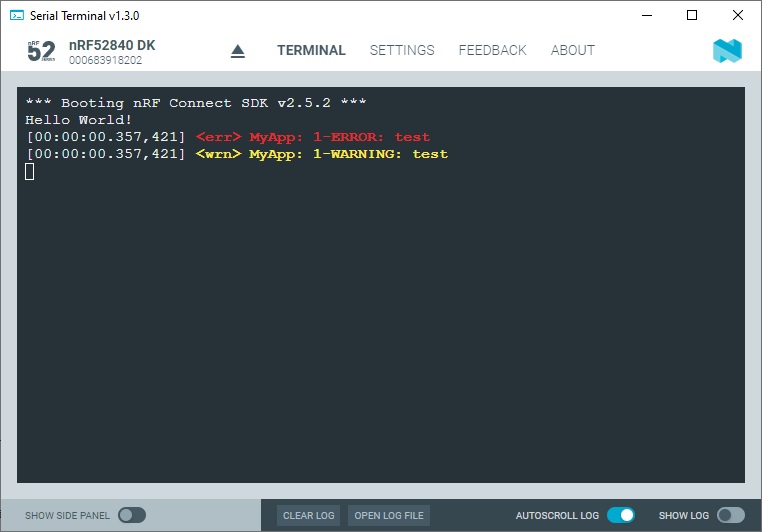 Serial Terminal v1.3.0
nRF
52
SERIES
nRF52840 DK
000683918202
TERMINAL
SETTINGS
FEEDBACK
ABOUT
*** Booting nRF Connect SDK v2.5.2 ***
Hello World!
[00:00:00.357,421] <err> MyApp: 1-ERROR: test
[00:00:00.357,421] <wrn> MyApp: 1-WARNING: test
SHOW SIDE PANEL
CLEAR LOG
OPEN LOG FILE
AUTOSCROLL LOG
SHOW LOG